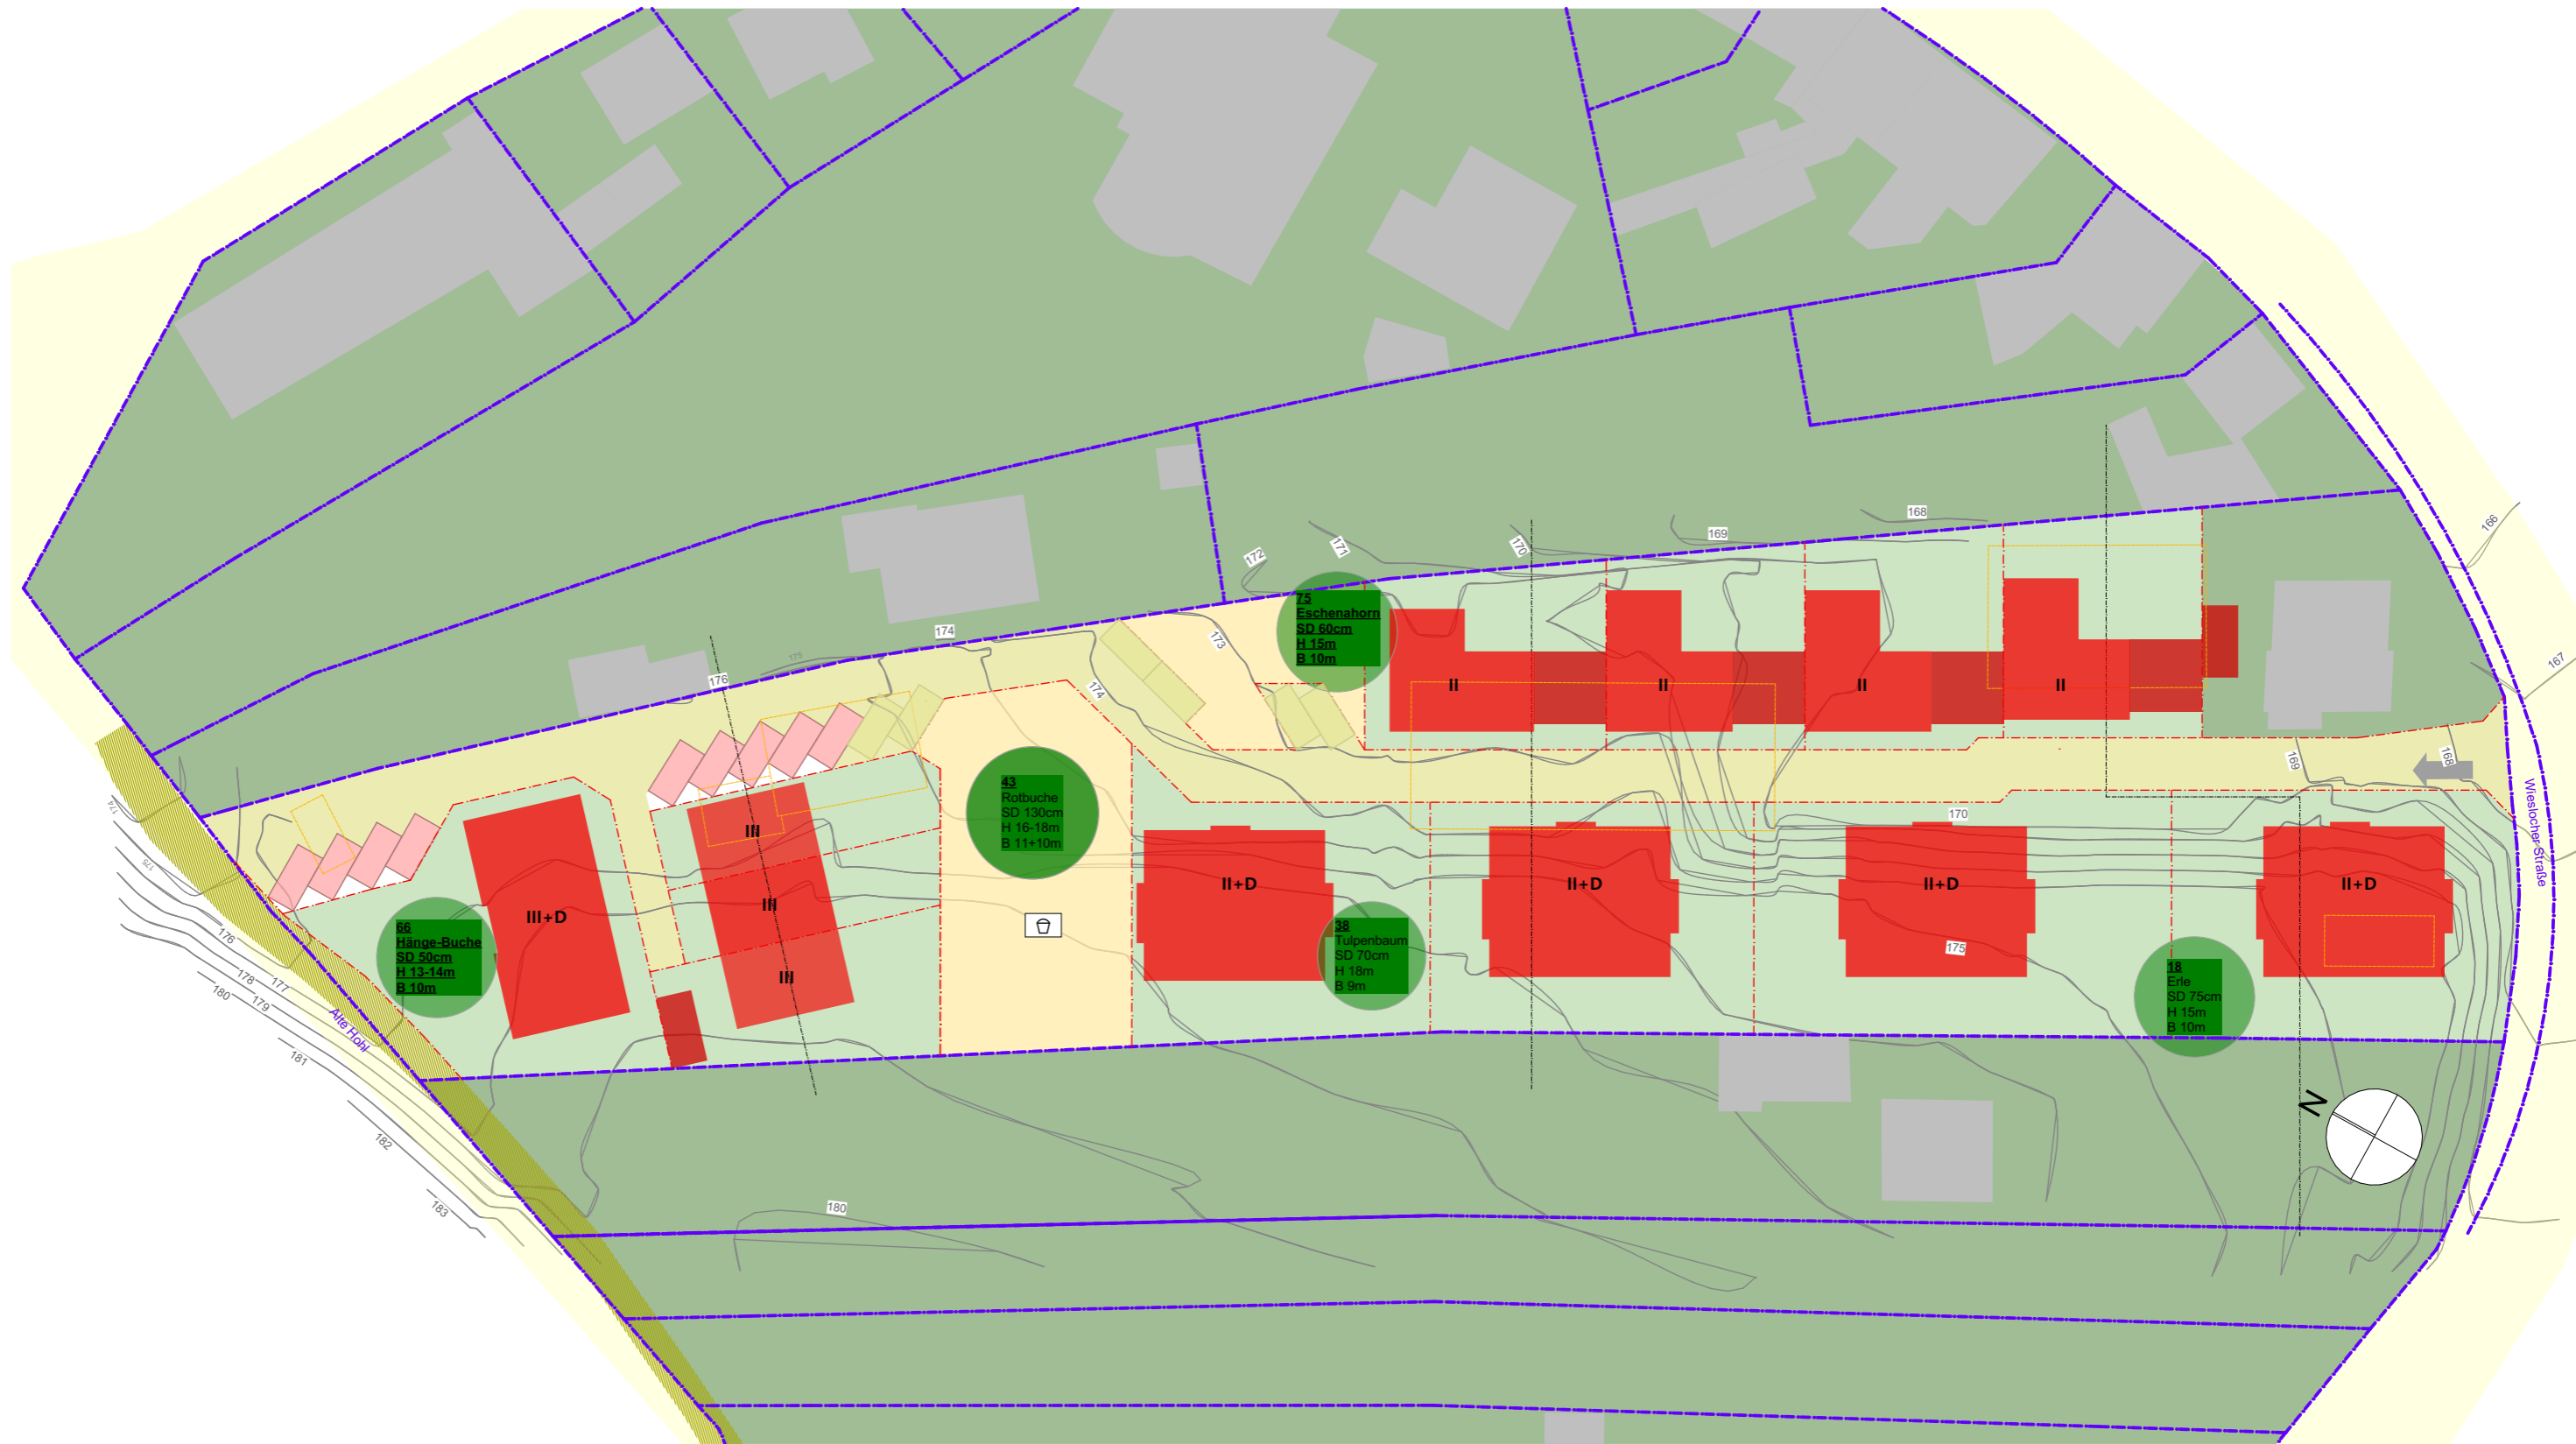 168
169
170
171
172
166
167
75
Eschenahorn
SD 60cm
H 15m
B 10m
174
173
175
176
174
II
II
II
II
169
168
Wieslocher Straße
43
Rotbuche
SD 130cm
H 16-18m
B 11+10m
III
III
III
III+D
II+D
II+D
II+D
II+D
170
175
66
Hänge-Buche
SD 50cm
H 13-14m
B 10m
38
Tulpenbaum
SD 70cm
H 18m
B 9m
18
Erle
SD 75cm
H 15m
B 10m
174
175
176
177
178
179
180
181
182
183
Alte Hohl
N
180